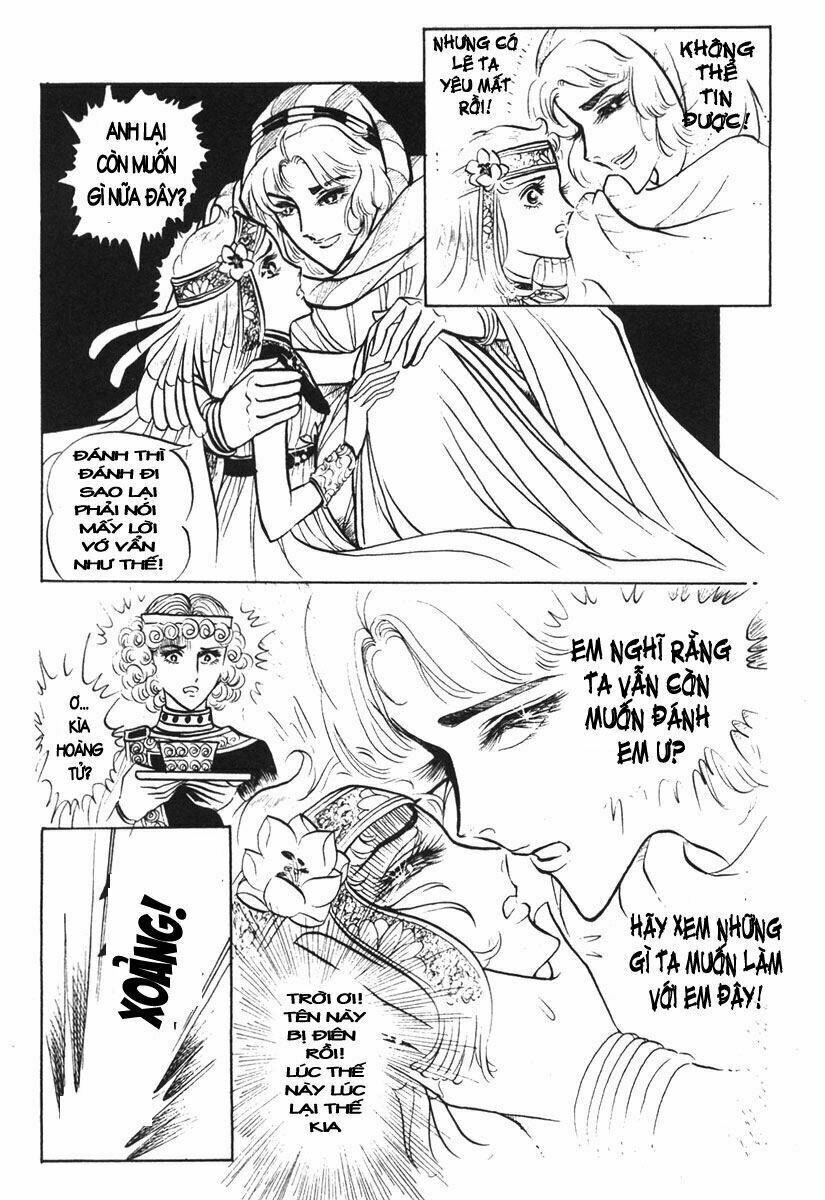 KHÔNG
THỂ
TIN
ĐƯỢC!
NHƯNG CÓ
LẼ TA
YÊU MẤT
RỒI!
ANH LẠI
CÒN MUỐN
GÌ NỮA ĐÂY?
ĐÁNH THÌ
ĐÁNH ĐI
SAO LẠI
PHẢI NÓI
MẤY LỜI
VỚ VẨN
NHƯ THẾ!
EM NGHĨ RẰNG
TA VẪN CÒN
MUỐN ĐÁNH
EM Ư?
Ơ...
KÌA
HOÀNG
TỬ?
HÃY XEM NHỮNG
GÌ TA MUỐN LÀM
VỚI EM ĐÂY!
XOẢNG!
TRỜI ƠI!
TÊN NÀY
BỊ ĐIÊN
RỒI!
LÚC THẾ
NÀY LÚC
LẠI THẾ
KIA